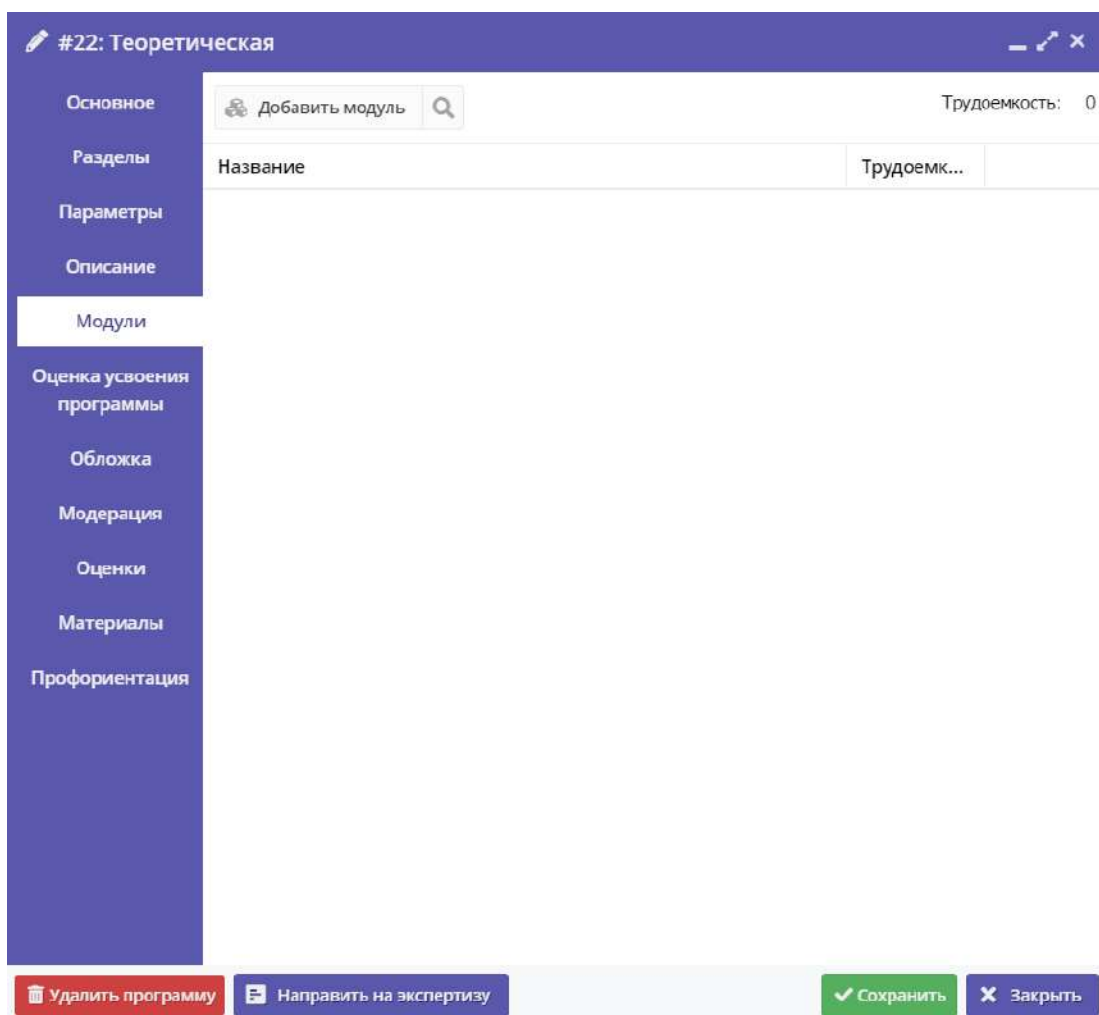 #22: Теоретическая
Основное
Разделы
Параметры
Описание
Модули
Оценка усвоения
программы
Обложка
Модерация
Оценки
Материалы
Профориентация
Добавить модуль
Трудоемкость: 0
Название Трудоемк...
Удалить программу Направить на экспертизу Сохранить Закрыть